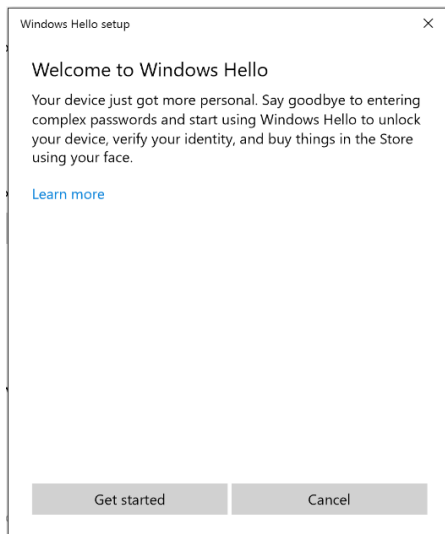 Windows Hello setup
Welcome to Windows Hello
Your device just got more personal. Say goodbye to entering
complex passwords and start using Windows Hello to unlock
your device, verify your identity, and buy things in the Store
using your face.
Learn more
Get started
Cancel